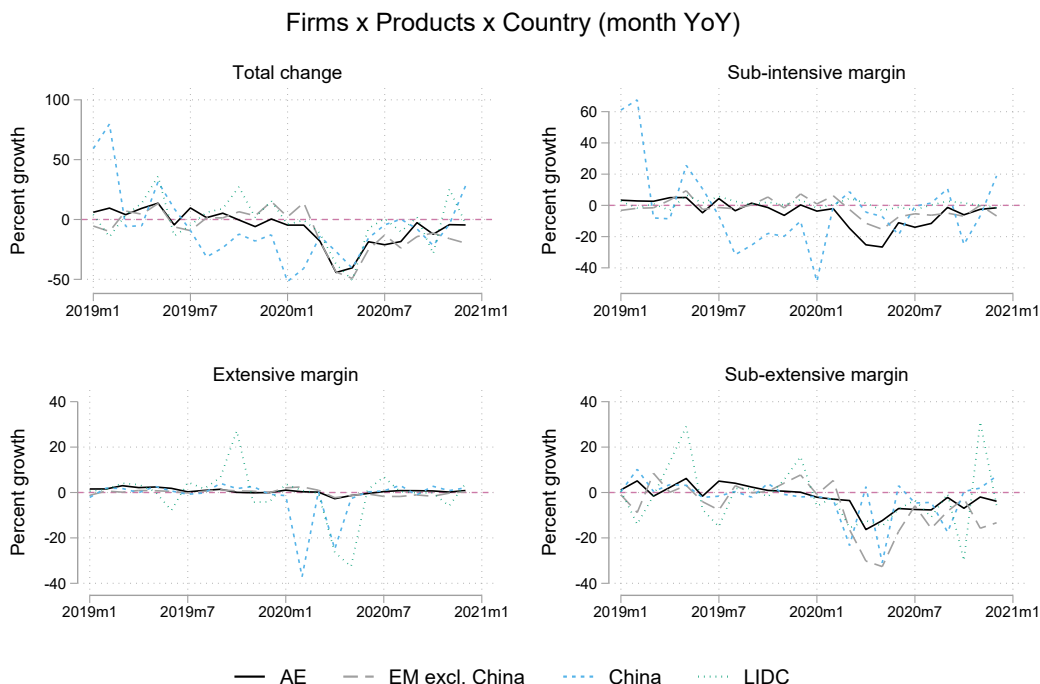 Firms x Products x Country (month YoY)
Total change
Percent growth
100
50
0
-50
2019m1 2019m7 2020m1 2020m7 2021m1
Sub-intensive margin
Percent growth
60
40
20
0
-20
-40
2019m1 2019m7 2020m1 2020m7 2021m1
Extensive margin
Percent growth
40
20
0
-20
-40
2019m1 2019m7 2020m1 2020m7 2021m1
Sub-extensive margin
Percent growth
40
20
0
-20
-40
2019m1 2019m7 2020m1 2020m7 2021m1
AE EM excl. China China LIDC